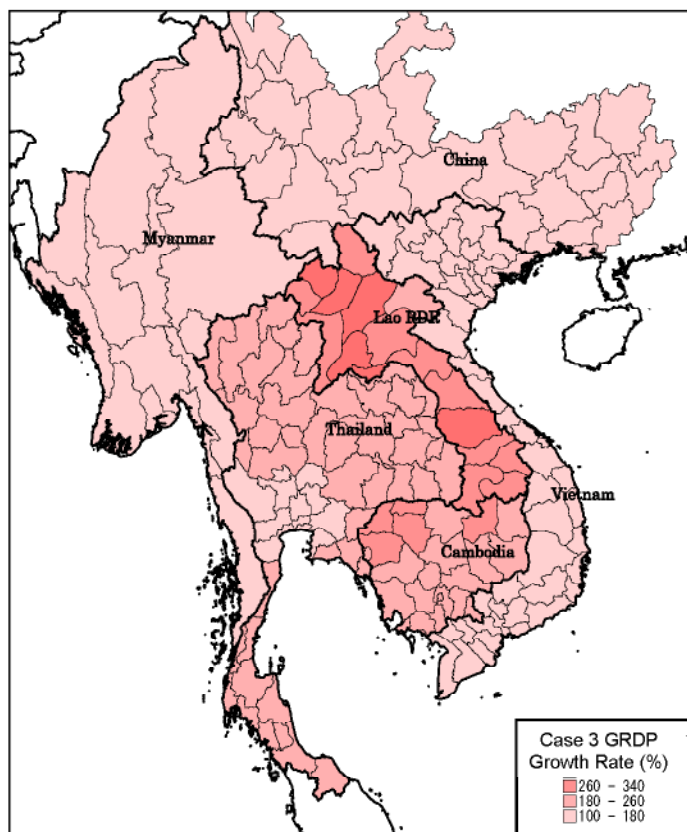 China
Myanmar
Lao PDR
Thailand
Vietnam
Cambodia
Case 3 GRDP
Growth Rate (%)
260 - 340
180 - 260
100 - 180